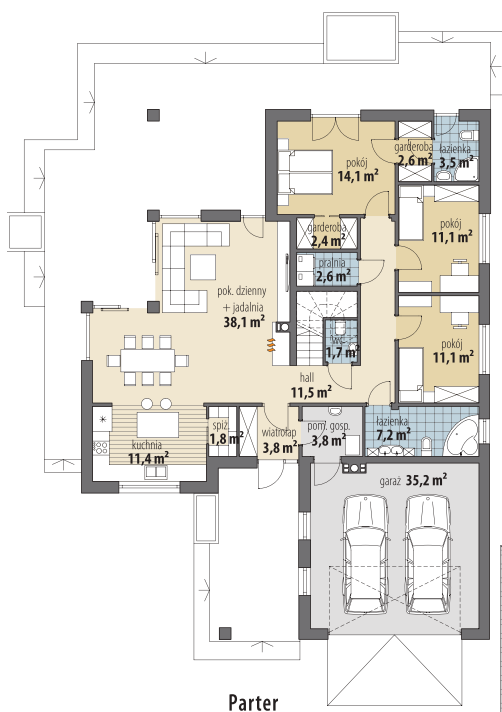 garderoba
2,6 m²
łazienka
3,5 m²
pokój
14,1 m²
garderoba
2,4 m²
pokój
11,1 m²
pralnia
2,6 m²
pok. dzienny
+ jadalnia
38,1 m²
wc
1,7 m²
pokój
11,1 m²
hall
11,5 m²
kuchnia
11,4 m²
spiż.
1,8 m²
wiatrołap
3,8 m²
pom. gosp.
3,8 m²
łazienka
7,2 m²
garaż 35,2 m²
Parter